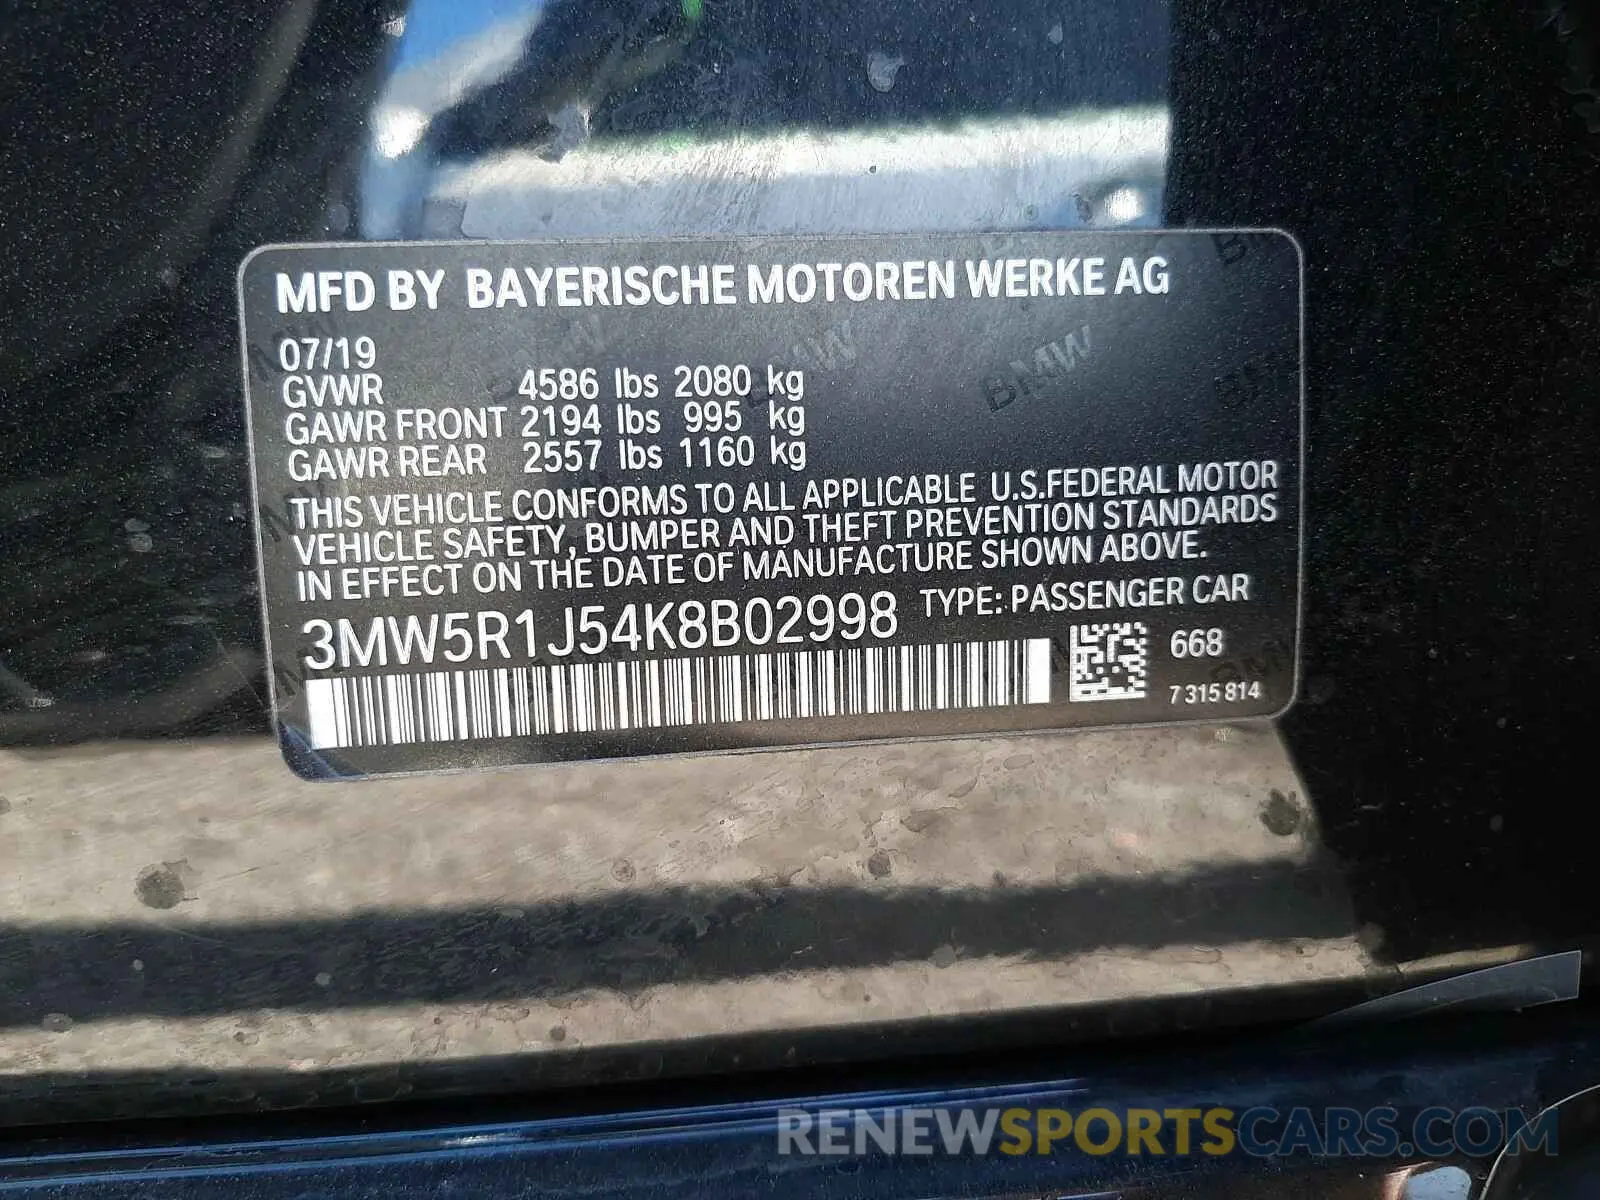 MFD BY BAYERISCHE MOTOREN WERKE AG
07/19
GVWR 4586 lbs 2080 kg
GAWR FRONT 2194 lbs 995 kg
GAWR REAR 2557 lbs 1160 kg
THIS VEHICLE CONFORMS TO ALL APPLICABLE U.S.FEDERAL MOTOR
VEHICLE SAFETY, BUMPER AND THEFT PREVENTION STANDARDS
IN EFFECT ON THE DATE OF MANUFACTURE SHOWN ABOVE.
3MW5R1J54K8B02998 TYPE: PASSENGER CAR
668
7 315 814
RENEWSPORTSCARS.COM